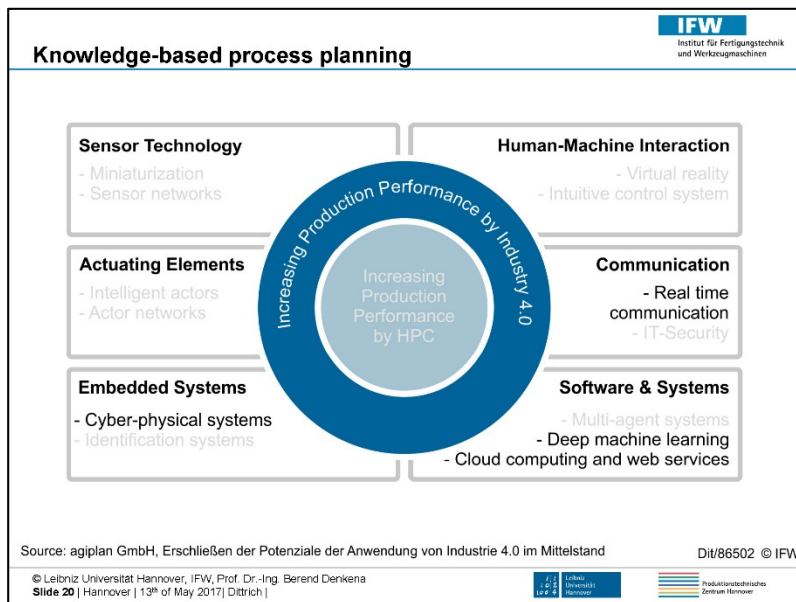 IFW
Institut für Fertigungstechnik
und Werkzeugmaschinen
Knowledge-based process planning
Sensor Technology
- Miniaturization
- Sensor networks
Human-Machine Interaction
- Virtual reality
- Intuitive control system
Actuating Elements
- Intelligent actors
- Actor networks
Increasing Production Performance by Industry 4.0
Increasing
Production
Performance
by HPC
Communication
- Real time
communication
- IT-Security
Embedded Systems
- Cyber-physical systems
- Identification systems
Software & Systems
- Multi-agent systems
- Deep machine learning
- Cloud computing and web services
Source: agiplan GmbH, Erschließen der Potenziale der Anwendung von Industrie 4.0 im Mittelstand
Dit/86502 © IFW
© Leibniz Universität Hannover, IFW, Prof. Dr.-Ing. Berend Denkena
Slide 20 | Hannover | 13th of May 2017| Dittrich |
Leibniz
Universität
Hannover
Produktionstechnisches
Zentrum Hannover